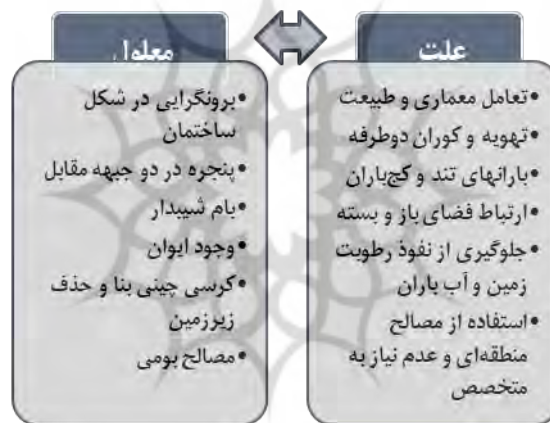 علت
•تعامل معماری و طبیعت
•تهویه و کوران دوطرفه
•بارانهای تند و کج‌باران
•ارتباط فضای باز و بسته
•جلوگیری از نفوذ رطوبت
زمین و آب باران
•استفاده از مصالح
منطقه‌ای و عدم نیاز به
متخصص
معلول
•برونگرایی در شکل
ساختمان
•پنجره در دو جبهه مقابل
•بام شیبدار
•وجود ایوان
•کرسی چینی بنا و حذف
زیرزمین
•مصالح بومی